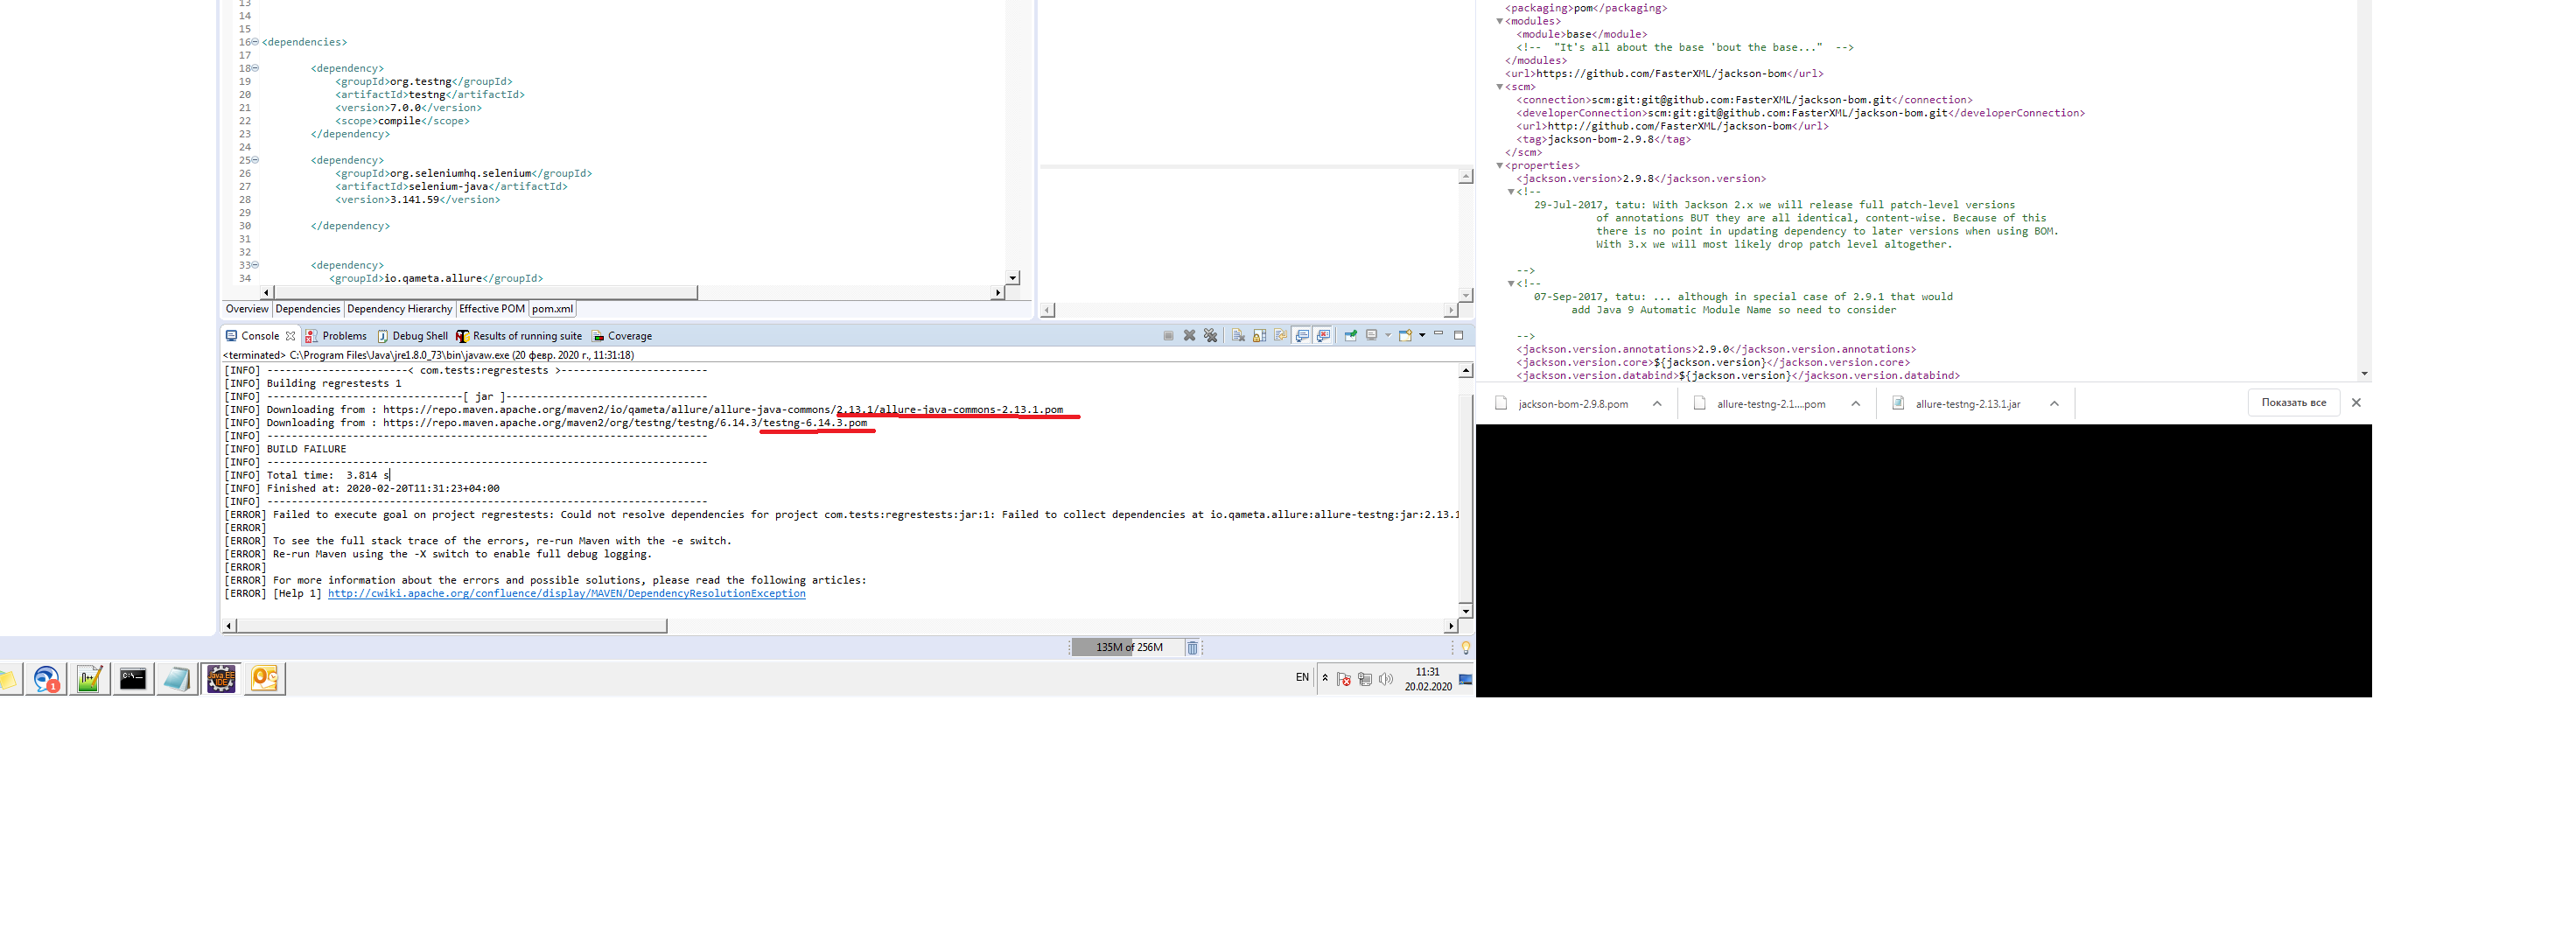 13
14
15
16 <dependencies>
17
18 <dependency>
19 <groupId>org.testng</groupId>
20 <artifactId>testng</artifactId>
21 <version>7.0.0</version>
22 <scope>compile</scope>
23 </dependency>
24
25 <dependency>
26 <groupId>org.seleniumhq.selenium</groupId>
27 <artifactId>selenium-java</artifactId>
28 <version>3.141.59</version>
29
30 </dependency>
31
32
33 <dependency>
34 <groupId>io.qameta.allure</groupId>
Overview Dependencies Dependency Hierarchy Effective POM pom.xml
Console Problems Debug Shell Results of running suite Coverage
<terminated> C:\Program Files\Java\jre1.8.0_73\bin\javaw.exe (20 февр. 2020 г., 11:31:18)
[INFO] ----------------------< com.tests:regrestests >-----------------------
[INFO] Building regrestests 1
[INFO] --------------------------------[ jar ]---------------------------------
[INFO] Downloading from : https://repo.maven.apache.org/maven2/io/qameta/allure/allure-java-commons/2.13.1/allure-java-commons-2.13.1.pom
[INFO] Downloading from : https://repo.maven.apache.org/maven2/org/testng/testng/6.14.3/testng-6.14.3.pom
[INFO] ------------------------------------------------------------------------
[INFO] BUILD FAILURE
[INFO] ------------------------------------------------------------------------
[INFO] Total time:  3.814 s
[INFO] Finished at: 2020-02-20T11:31:23+04:00
[INFO] ------------------------------------------------------------------------
[ERROR] Failed to execute goal on project regrestests: Could not resolve dependencies for project com.tests:regrestests:jar:1: Failed to collect dependencies at io.qameta.allure:allure-testng:jar:2.13.1
[ERROR]
[ERROR] To see the full stack trace of the errors, re-run Maven with the -e switch.
[ERROR] Re-run Maven using the -X switch to enable full debug logging.
[ERROR]
[ERROR] For more information about the errors and possible solutions, please read the following articles:
[ERROR] [Help 1] http://cwiki.apache.org/confluence/display/MAVEN/DependencyResolutionException
135M of 256M
EN
11:31
20.02.2020
<packaging>pom</packaging>
<modules>
<module>base</module>
<!-- "It's all about the base 'bout the base..." -->
</modules>
<url>https://github.com/FasterXML/jackson-bom</url>
<scm>
<connection>scm:git:git@github.com:FasterXML/jackson-bom.git</connection>
<developerConnection>scm:git:git@github.com:FasterXML/jackson-bom.git</developerConnection>
<url>http://github.com/FasterXML/jackson-bom</url>
<tag>jackson-bom-2.9.8</tag>
</scm>
<properties>
<jackson.version>2.9.8</jackson.version>
<!--
29-Jul-2017, tatu: With Jackson 2.x we will release full patch-level versions
of annotations BUT they are all identical, content-wise. Because of this
there is no point in updating dependency to later versions when using BOM.
With 3.x we will most likely drop patch level altogether.
-->
<!--
07-Sep-2017, tatu: ... although in special case of 2.9.1 that would
add Java 9 Automatic Module Name so need to consider
-->
<jackson.version.annotations>2.9.0</jackson.version.annotations>
<jackson.version.core>${jackson.version}</jackson.version.core>
<jackson.version.databind>${jackson.version}</jackson.version.databind>
jackson-bom-2.9.8.pom
allure-testng-2.1....pom
allure-testng-2.13.1.jar
Показать все